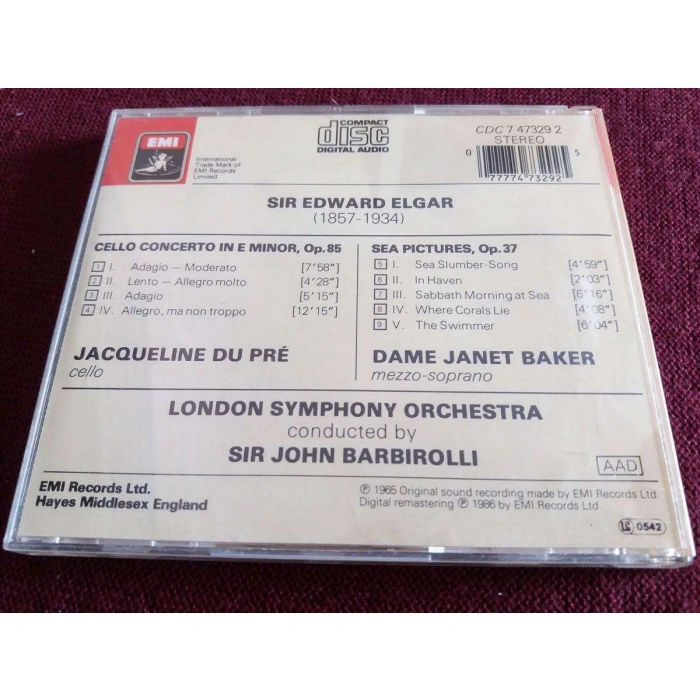 EMI
International
Trade Mark of
EMI Records
Limited
COMPACT
disc
DIGITAL AUDIO
CDC 7 47329 2
STEREO
0 77774 73292 5
SIR EDWARD ELGAR
(1857-1934)
CELLO CONCERTO IN E MINOR, Op.85
1 I. Adagio – Moderato [7'58"]
2 II. Lento – Allegro molto [4'28"]
3 III. Adagio [5'15"]
4 IV. Allegro, ma non troppo [12'15"]
JACQUELINE DU PRÉ
cello
SEA PICTURES, Op.37
5 I. Sea Slumber-Song [4'59"]
6 II. In Haven [2'03"]
7 III. Sabbath Morning at Sea [6'16"]
8 IV. Where Corals Lie [4'08"]
9 V. The Swimmer [6'04"]
DAME JANET BAKER
mezzo-soprano
LONDON SYMPHONY ORCHESTRA
conducted by
SIR JOHN BARBIROLLI
AAD
EMI Records Ltd.
Hayes Middlesex England
℗ 1965 Original sound recording made by EMI Records Ltd.
Digital remastering ℗ 1986 by EMI Records Ltd.
0542